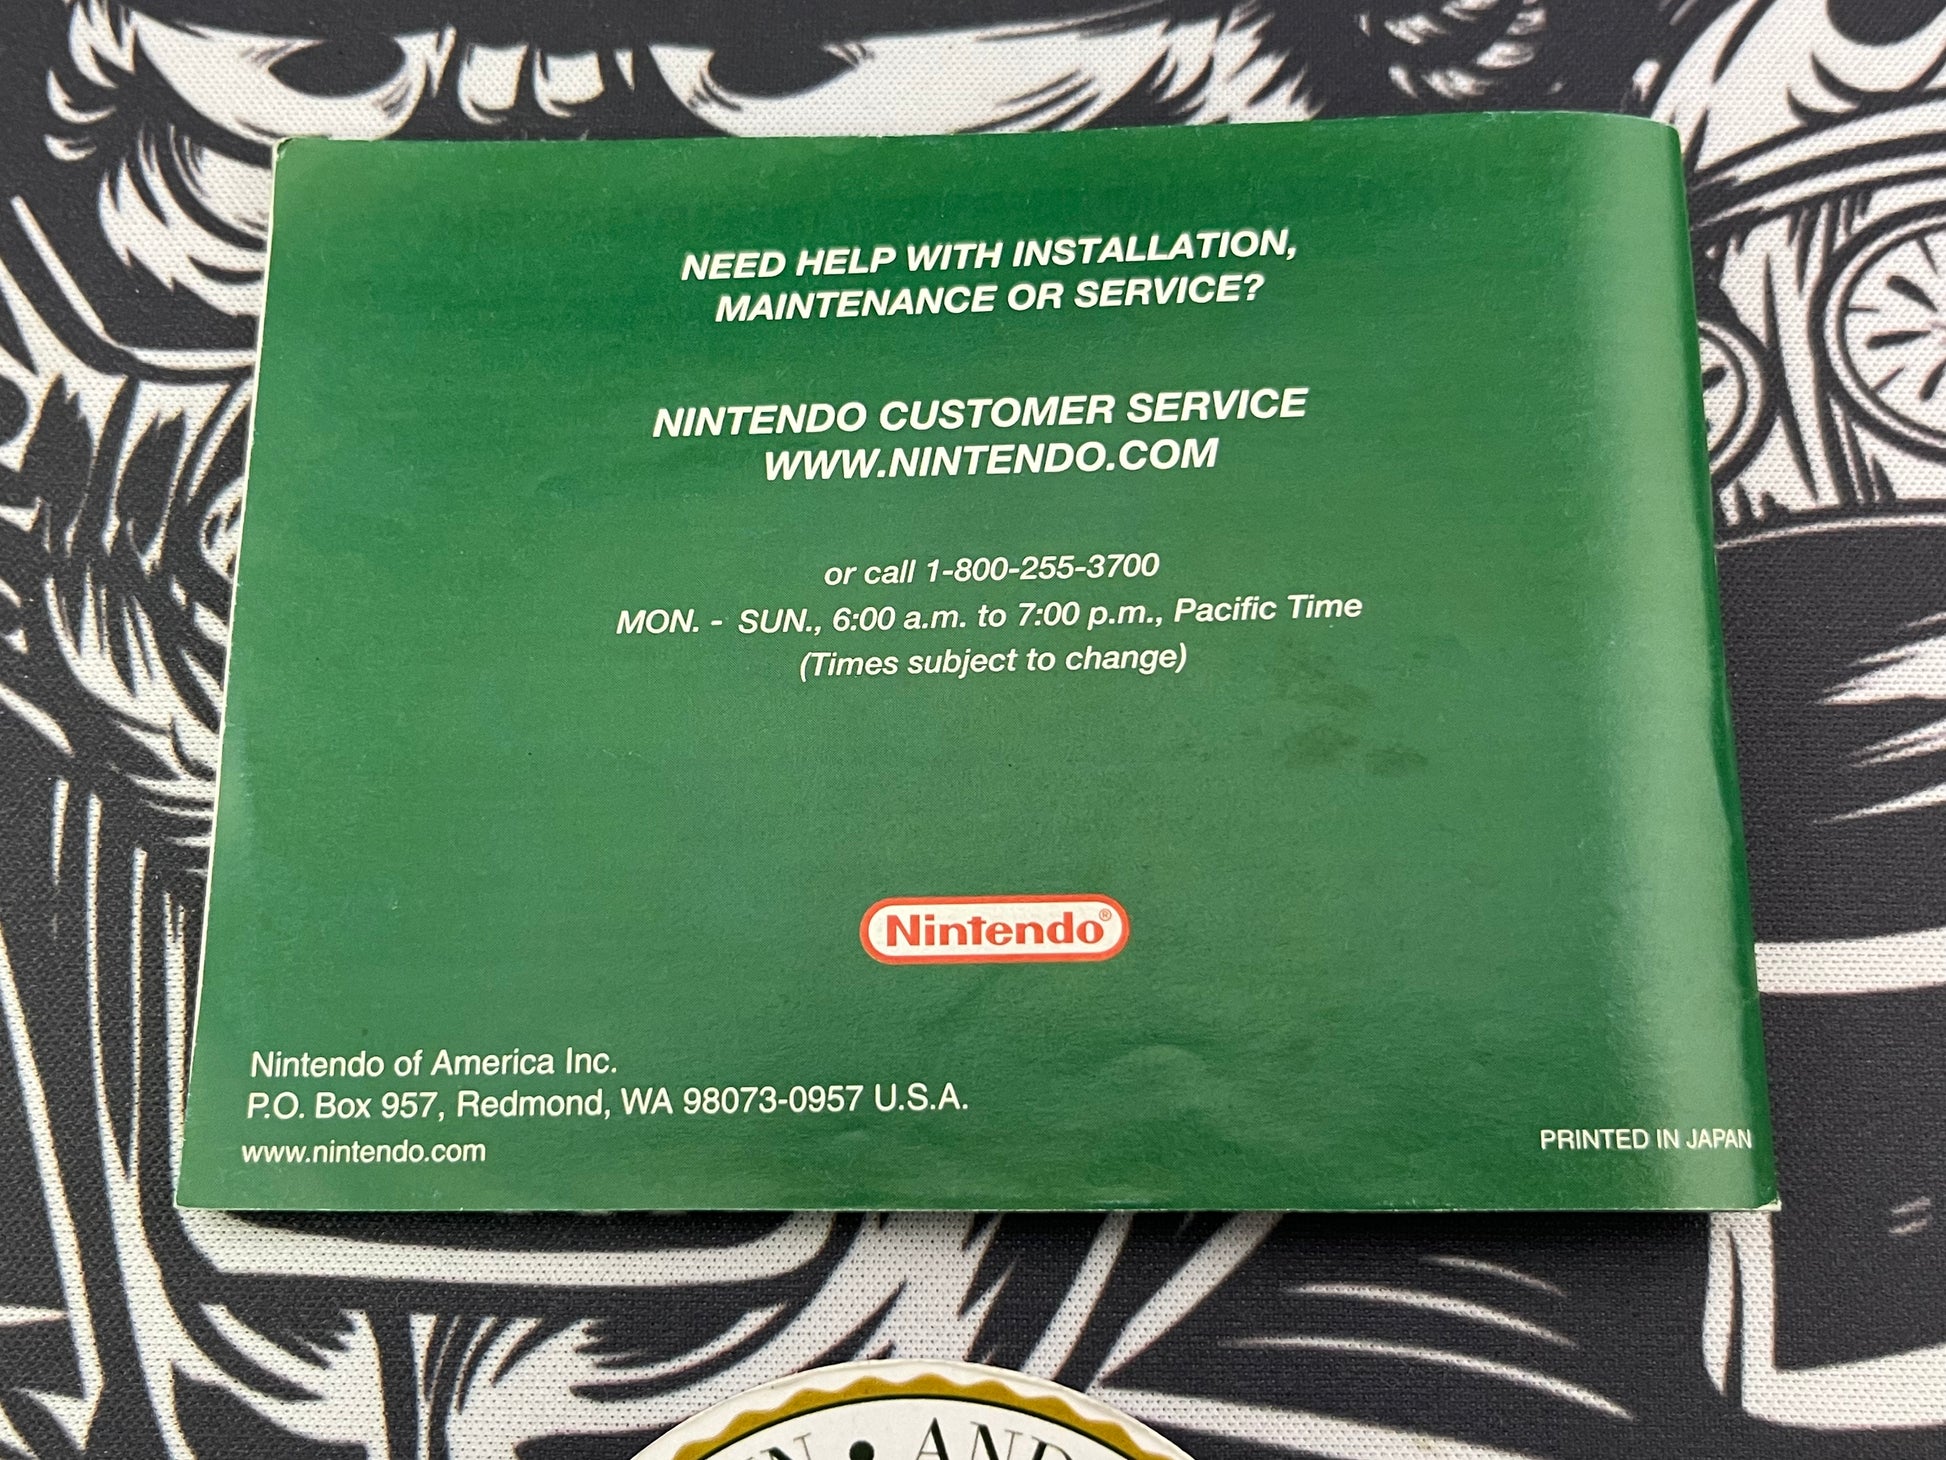 NEED HELP WITH INSTALLATION,
MAINTENANCE OR SERVICE?
NINTENDO CUSTOMER SERVICE
WWW.NINTENDO.COM
or call 1-800-255-3700
MON. - SUN., 6:00 a.m. to 7:00 p.m., Pacific Time
(Times subject to change)
Nintendo®
Nintendo of America Inc.
P.O. Box 957, Redmond, WA 98073-0957 U.S.A.
www.nintendo.com
PRINTED IN JAPAN
AND